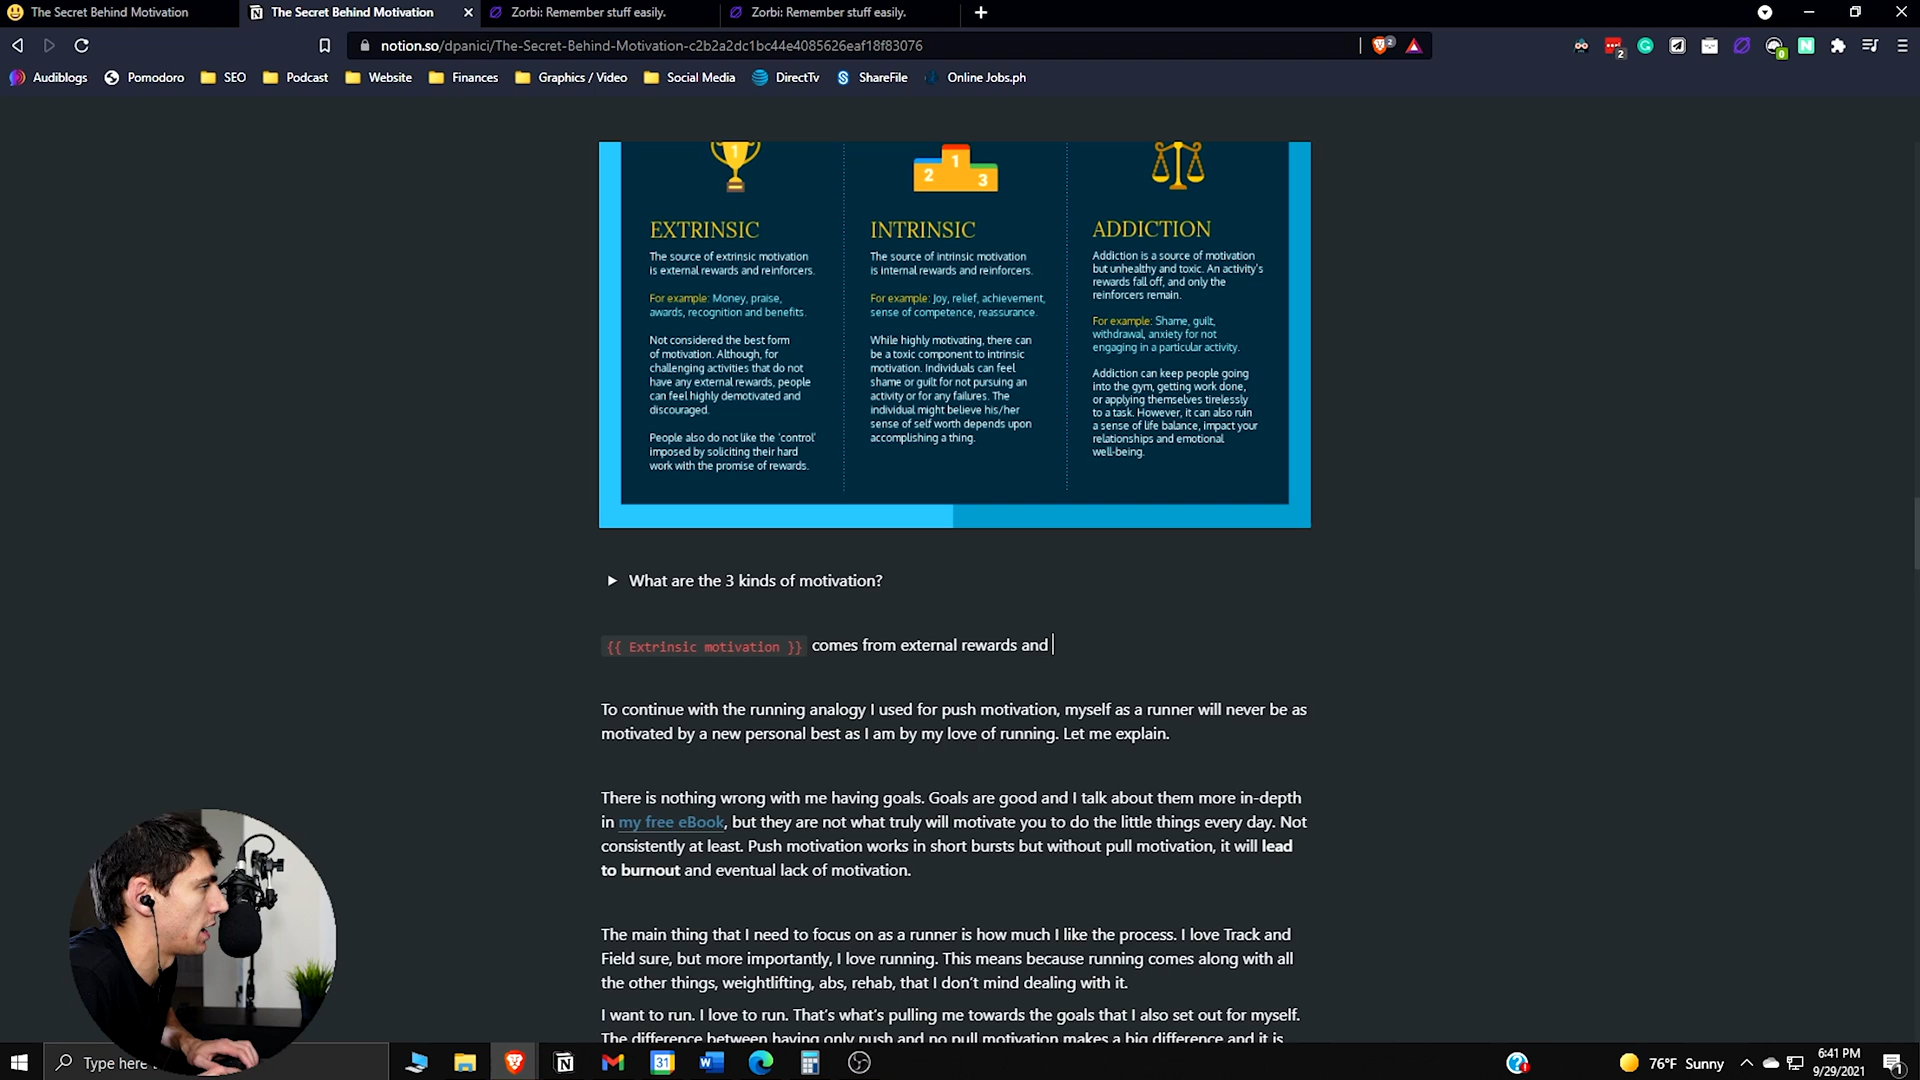 The Secret Behind Motivation
The Secret Behind Motivation
Zorbi: Remember stuff easily.
Zorbi: Remember stuff easily.
notion.so/dpanici/The-Secret-Behind-Motivation-c2b2a2dc1bc44e4085626eaf18f83076
2
2
0
Audiblogs
Pomodoro
SEO
Podcast
Website
Finances
Graphics / Video
Social Media
DirectTv
ShareFile
Online Jobs.ph
1
1
2
3
EXTRINSIC
The source of extrinsic motivation
is external rewards and reinforcers.
For example: Money, praise,
awards, recognition and benefits.
Not considered the best form
of motivation. Although, for
challenging activities that do not
have any external rewards, people
can feel highly demotivated and
discouraged.
People also do not like the 'control'
imposed by soliciting their hard
work with the promise of rewards.
INTRINSIC
The source of intrinsic motivation
is internal rewards and reinforcers.
For example: Joy, relief, achievement,
sense of competence, reassurance.
While highly motivating, there can
be a toxic component to intrinsic
motivation. Individuals can feel
shame or guilt for not pursuing an
activity or for any failures. The
individual might believe his/her
sense of self worth depends upon
accomplishing a thing.
ADDICTION
Addiction is a source of motivation
but unhealthy and toxic. An activity's
rewards fall off, and only the
reinforcers remain.
For example: Shame, guilt,
withdrawal, anxiety for not
engaging in a particular activity.
Addiction can keep people going
into the gym, getting work done,
or applying themselves tirelessly
to a task. However, it can also ruin
a sense of life balance, impact your
relationships and emotional
well-being.
What are the 3 kinds of motivation?
{{ Extrinsic motivation }} comes from external rewards and
To continue with the running analogy I used for push motivation, myself as a runner will never be as
motivated by a new personal best as I am by my love of running. Let me explain.
There is nothing wrong with me having goals. Goals are good and I talk about them more in-depth
in my free eBook, but they are not what truly will motivate you to do the little things every day. Not
consistently at least. Push motivation works in short bursts but without pull motivation, it will lead
to burnout and eventual lack of motivation.
The main thing that I need to focus on as a runner is how much I like the process. I love Track and
Field sure, but more importantly, I love running. This means because running comes along with all
the other things, weightlifting, abs, rehab, that I don't mind dealing with it.
I want to run. I love to run. That's what's pulling me towards the goals that I also set out for myself.
The difference between having only push and no pull motivation makes a big difference and it is
Type here
31
76°F Sunny
6:41 PM
9/29/2021
1